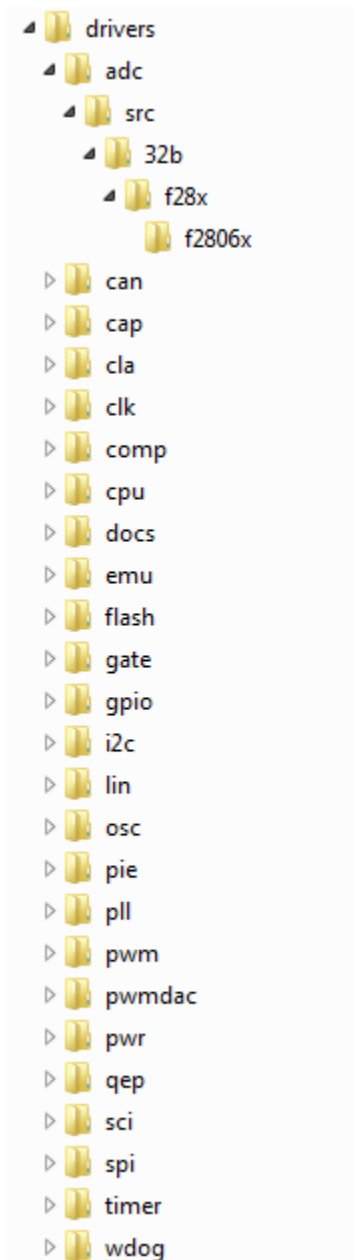 drivers
adc
src
32b
f28x
f2806x
can
cap
cla
clk
comp
cpu
docs
emu
flash
gate
gpio
i2c
lin
osc
pie
pll
pwm
pwmdac
pwr
qep
sci
spi
timer
wdog